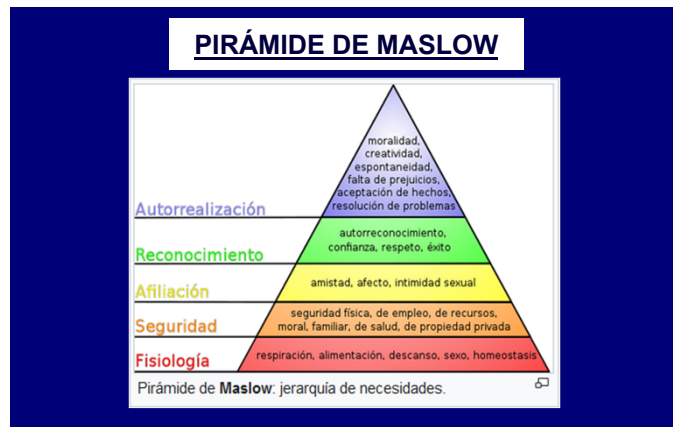 PIRÁMIDE DE MASLOW
moralidad,
creatividad,
espontaneidad,
falta de prejuicios,
aceptación de hechos,
resolución de problemas
Autorrealización
autorreconocimiento,
confianza, respeto, éxito
Reconocimiento
amistad, afecto, intimidad sexual
Afiliación
seguridad física, de empleo, de recursos,
moral, familiar, de salud, de propiedad privada
Seguridad
respiración, alimentación, descanso, sexo, homeostasis
Fisiología
Pirámide de Maslow: jerarquía de necesidades.